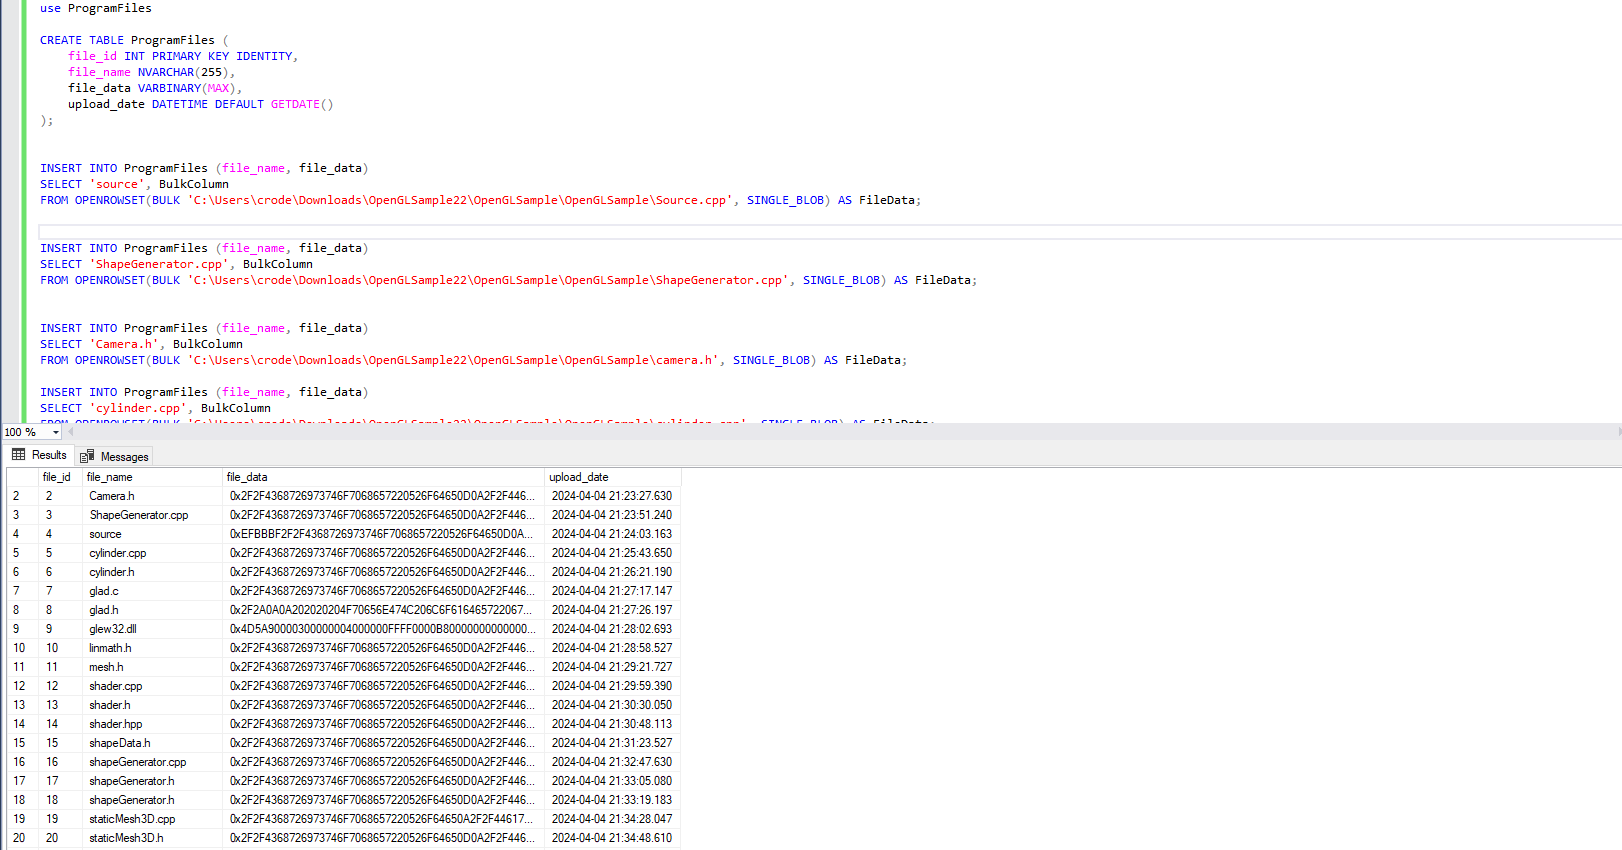 use ProgramFiles
CREATE TABLE ProgramFiles (
file_id INT PRIMARY KEY IDENTITY,
file_name NVARCHAR(255),
file_data VARBINARY(MAX),
upload_date DATETIME DEFAULT GETDATE()
);
INSERT INTO ProgramFiles (file_name, file_data)
SELECT 'source', BulkColumn
FROM OPENROWSET(BULK 'C:\Users\crode\Downloads\OpenGLSample22\OpenGLSample\OpenGLSample\Source.cpp', SINGLE_BLOB) AS FileData;
INSERT INTO ProgramFiles (file_name, file_data)
SELECT 'ShapeGenerator.cpp', BulkColumn
FROM OPENROWSET(BULK 'C:\Users\crode\Downloads\OpenGLSample22\OpenGLSample\OpenGLSample\ShapeGenerator.cpp', SINGLE_BLOB) AS FileData;
INSERT INTO ProgramFiles (file_name, file_data)
SELECT 'Camera.h', BulkColumn
FROM OPENROWSET(BULK 'C:\Users\crode\Downloads\OpenGLSample22\OpenGLSample\OpenGLSample\camera.h', SINGLE_BLOB) AS FileData;
INSERT INTO ProgramFiles (file_name, file_data)
SELECT 'cylinder.cpp', BulkColumn
FROM OPENROWSET(BULK 'C:\Users\crode\Downloads\OpenGLSample22\OpenGLSample\OpenGLSample\cylinder.cpp', SINGLE_BLOB) AS FileData;
100 %
Results Messages
file_id file_name file_data upload_date
2 2 Camera.h 0x2F2F4368726973746F7068657220526F64650D0A2F2F446... 2024-04-04 21:23:27.630
3 3 ShapeGenerator.cpp 0x2F2F4368726973746F7068657220526F64650D0A2F2F446... 2024-04-04 21:23:51.240
4 4 source 0xEFBBBF2F2F4368726973746F7068657220526F64650D0A... 2024-04-04 21:24:03.163
5 5 cylinder.cpp 0x2F2F4368726973746F7068657220526F64650D0A2F2F446... 2024-04-04 21:25:43.650
6 6 cylinder.h 0x2F2F4368726973746F7068657220526F64650D0A2F2F446... 2024-04-04 21:26:21.190
7 7 glad.c 0x2F2F4368726973746F7068657220526F64650D0A2F2F446... 2024-04-04 21:27:17.147
8 8 glad.h 0x2F2A0A0A202020204F70656E474C206C6F616465722067... 2024-04-04 21:27:26.197
9 9 glew32.dll 0x4D5A90000300000004000000FFFF0000B80000000000000... 2024-04-04 21:28:02.693
10 10 linmath.h 0x2F2F4368726973746F7068657220526F64650D0A2F2F446... 2024-04-04 21:28:58.527
11 11 mesh.h 0x2F2F4368726973746F7068657220526F64650D0A2F2F446... 2024-04-04 21:29:21.727
12 12 shader.cpp 0x2F2F4368726973746F7068657220526F64650D0A2F2F446... 2024-04-04 21:29:59.390
13 13 shader.h 0x2F2F4368726973746F7068657220526F64650D0A2F2F446... 2024-04-04 21:30:30.050
14 14 shader.hpp 0x2F2F4368726973746F7068657220526F64650D0A2F2F446... 2024-04-04 21:30:48.113
15 15 shapeData.h 0x2F2F4368726973746F7068657220526F64650D0A2F2F446... 2024-04-04 21:31:23.527
16 16 shapeGenerator.cpp 0x2F2F4368726973746F7068657220526F64650D0A2F2F446... 2024-04-04 21:32:47.630
17 17 shapeGenerator.h 0x2F2F4368726973746F7068657220526F64650D0A2F2F446... 2024-04-04 21:33:05.080
18 18 shapeGenerator.h 0x2F2F4368726973746F7068657220526F64650D0A2F2F446... 2024-04-04 21:33:19.183
19 19 staticMesh3D.cpp 0x2F2F4368726973746F7068657220526F64650A2F2F44617... 2024-04-04 21:34:28.047
20 20 staticMesh3D.h 0x2F2F4368726973746F7068657220526F64650D0A2F2F446... 2024-04-04 21:34:48.610